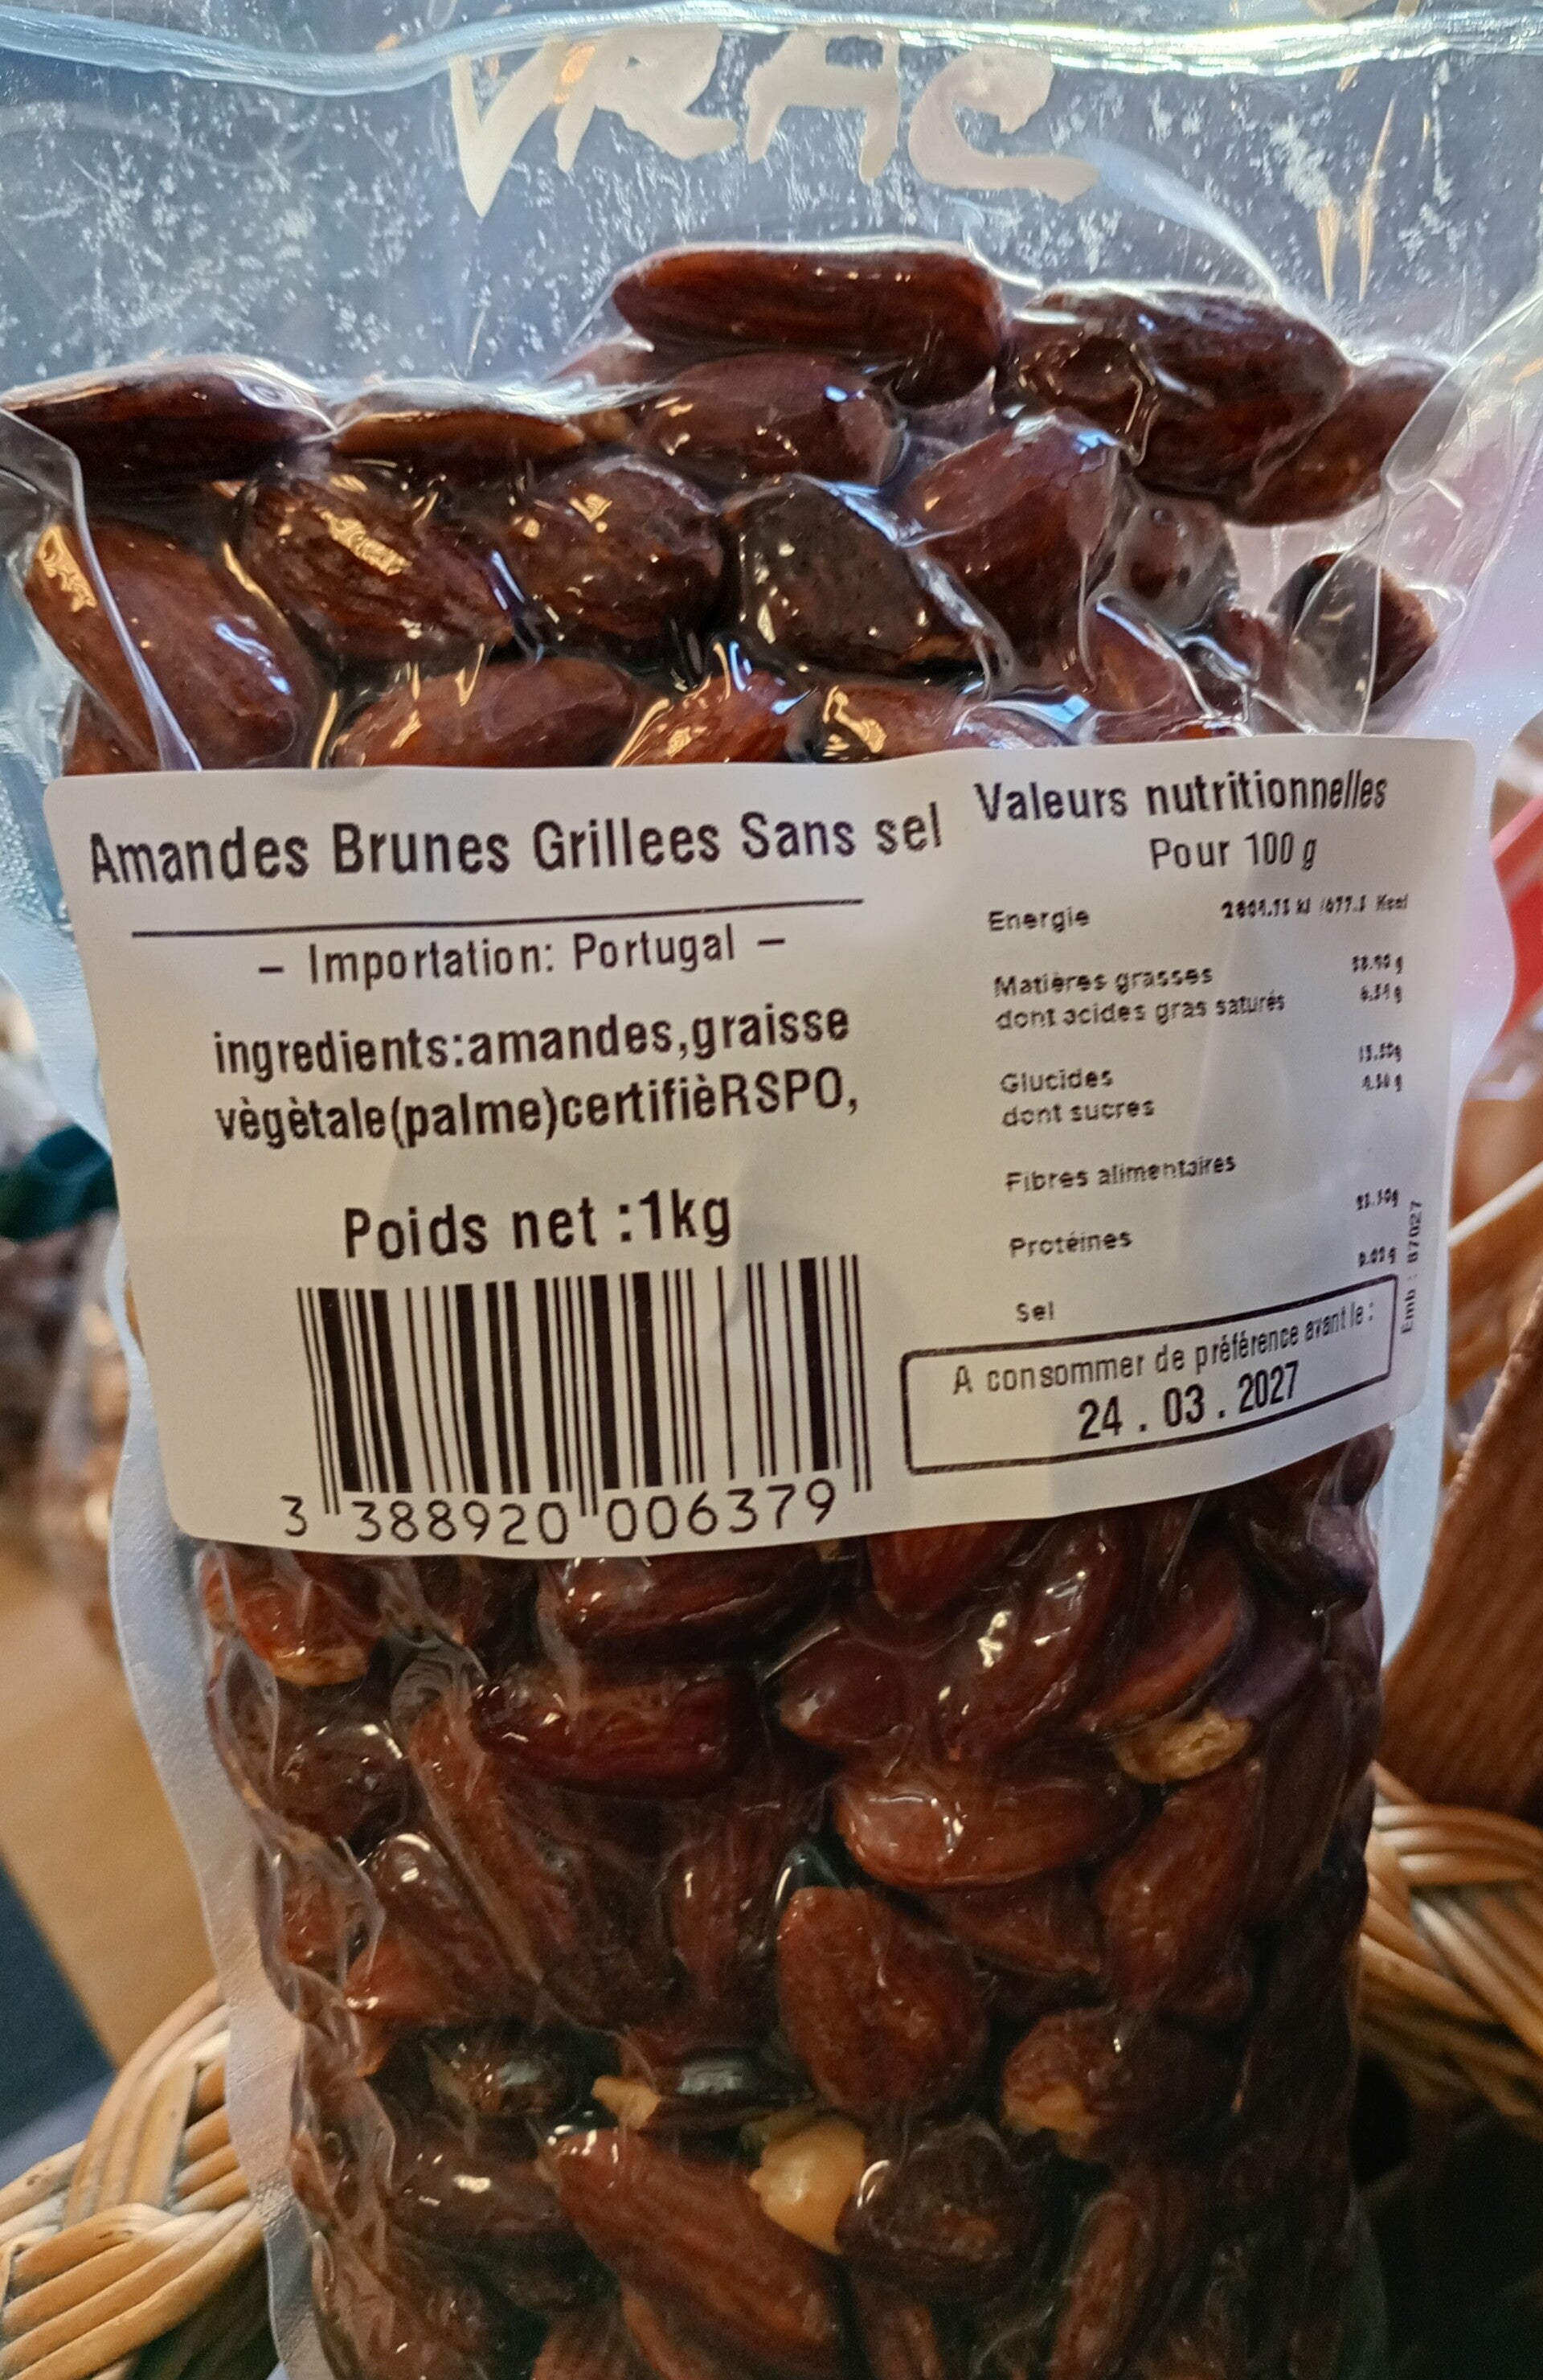 VRAC
Amandes Brunes Grillees Sans sel
– Importation: Portugal –
ingredients:amandes,graisse
vègètale(palme)certifièRSPO,
Poids net :1kg
3 388920 006379
Valeurs nutritionnelles
Pour 100 g
Energie
Matières grasses
dont acides gras saturés
Glucides
dont sucres
Fibres alimentaires
Protéines
Sel
Emb : 87027
A consommer de préférence avant le :
24 . 03 . 2027